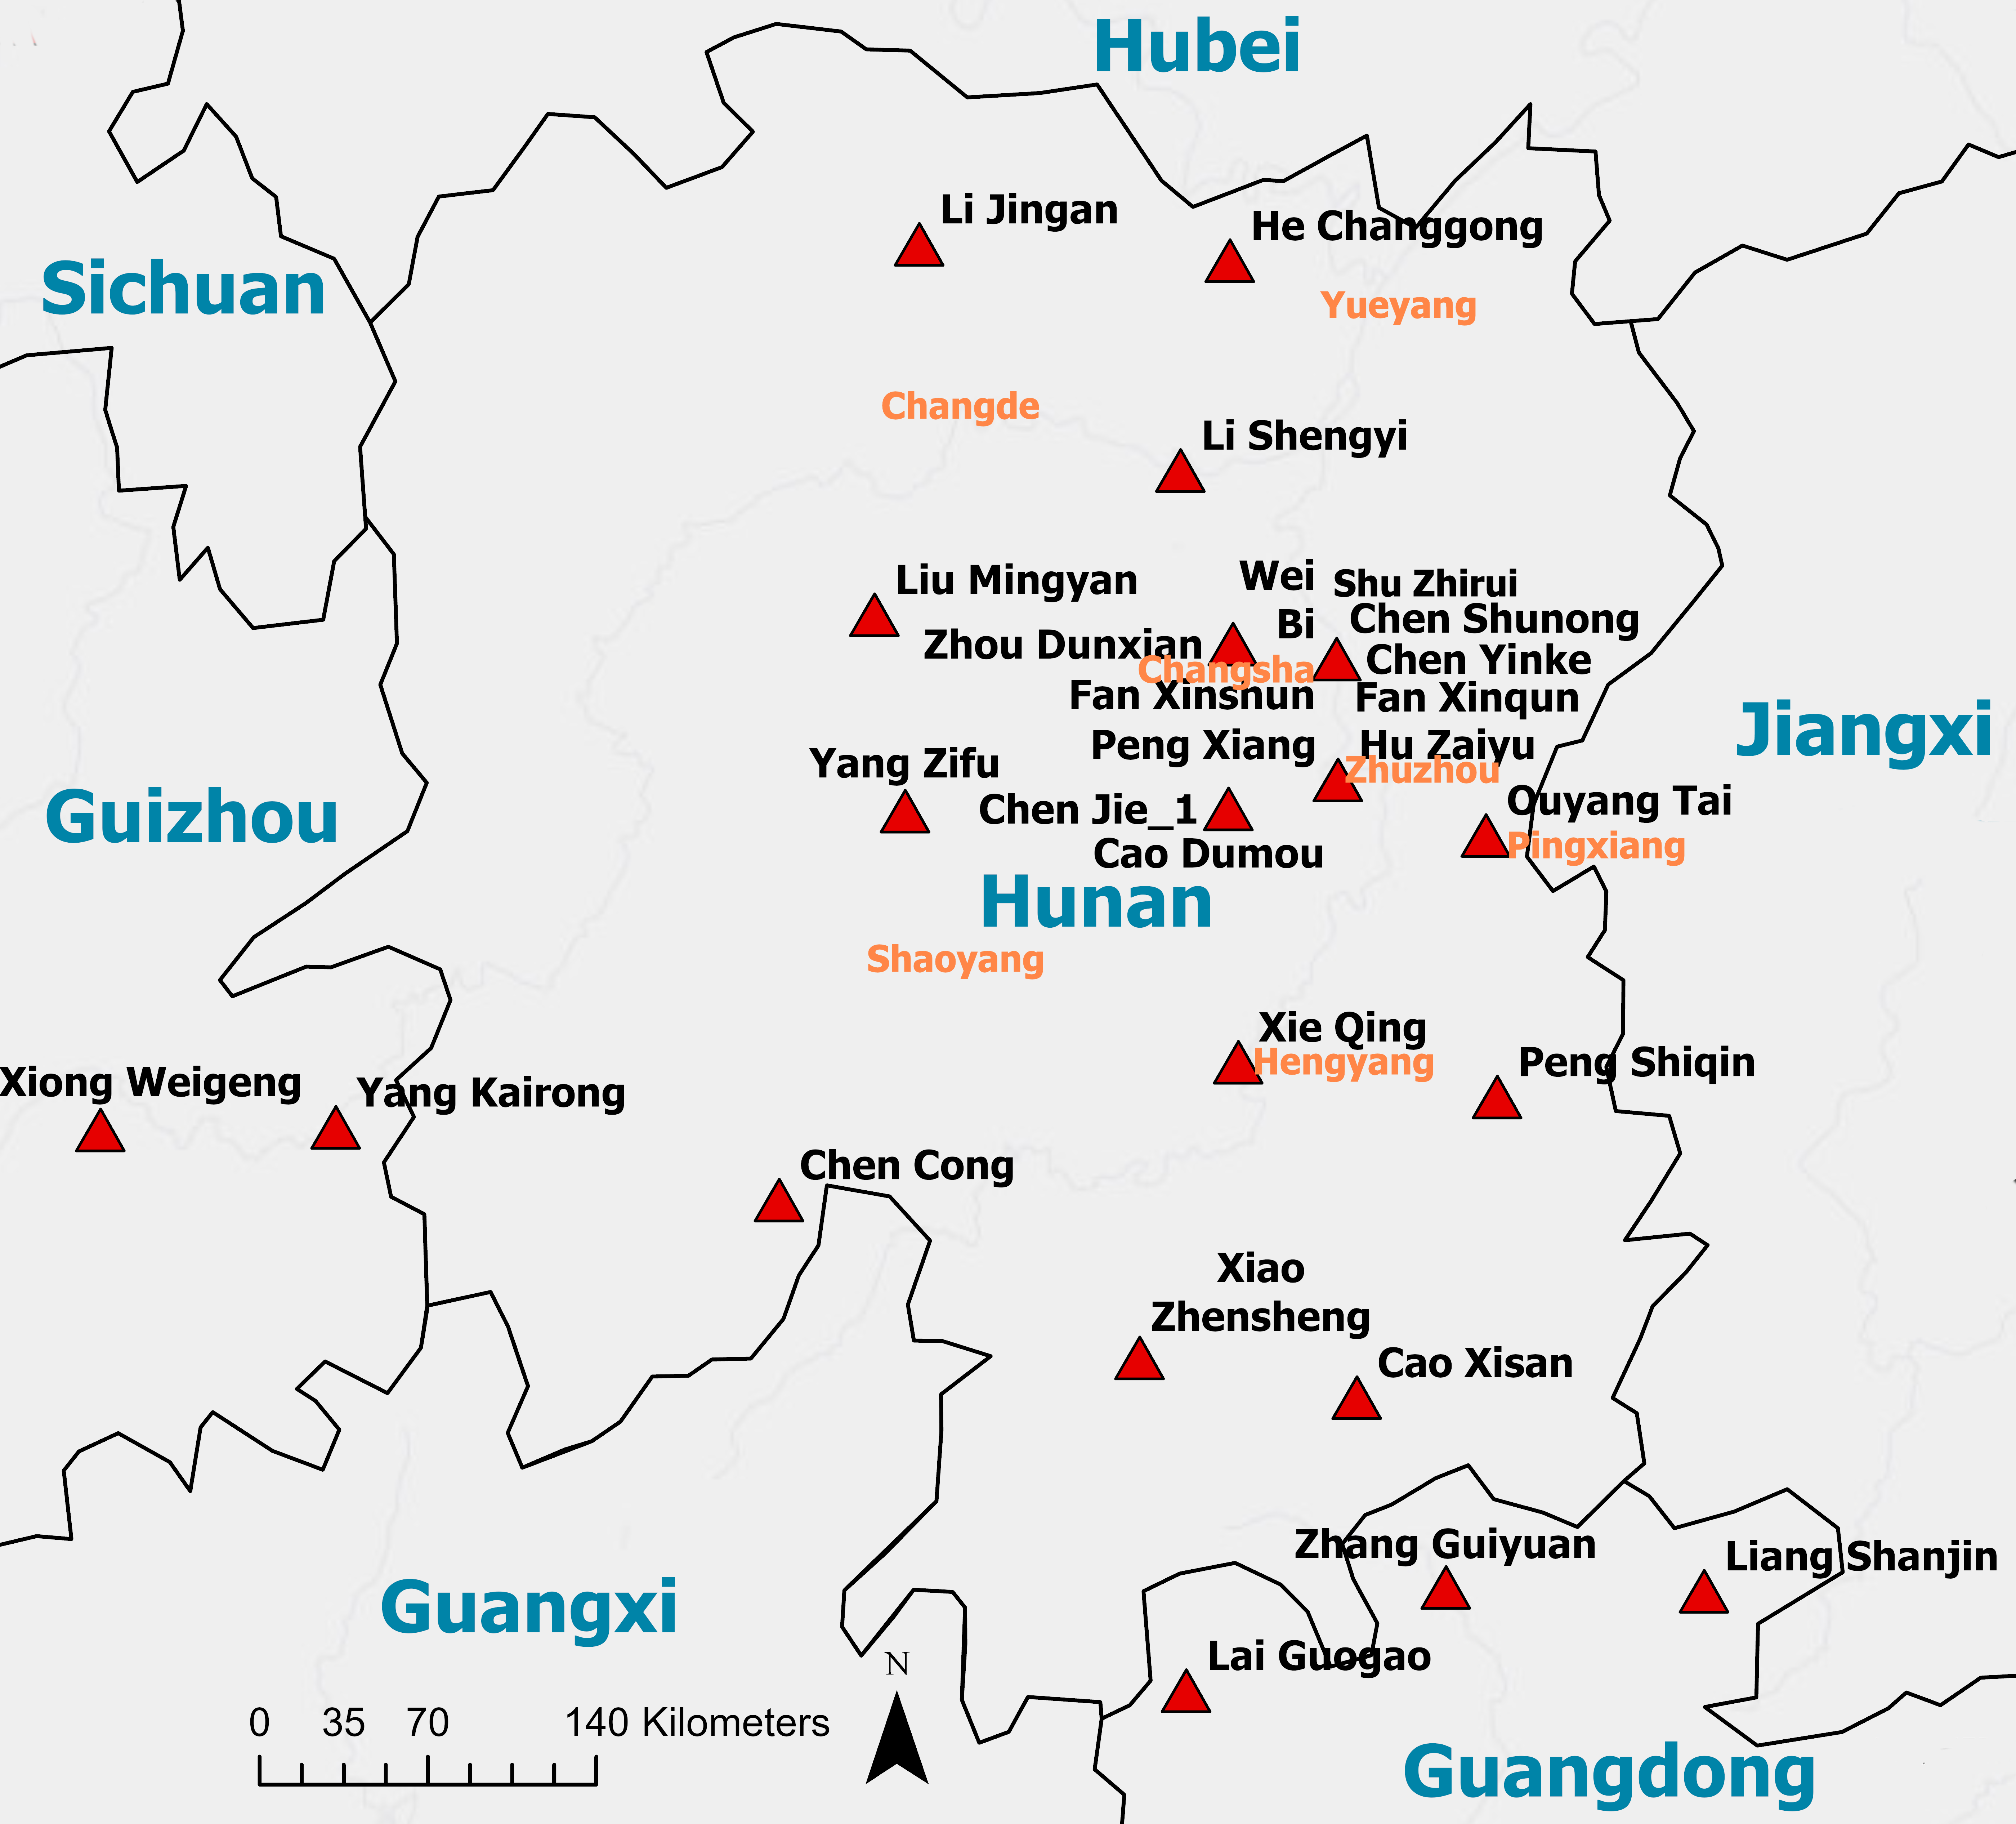 Hubei
Li Jingan
He Changgong
Sichuan
Yueyang
Changde
Li Shengyi
Liu Mingyan
Wei
Bi
Shu Zhirui
Chen Shunong
Zhou Dunxian
Chen Yinke
Changsha
Fan Xinshun
Fan Xinqun
Jiangxi
Peng Xiang
Hu Zaiyu
Yang Zifu
Zhuzhou
Guizhou
Chen Jie_1
Ouyang Tai
Cao Dumou
Pingxiang
Hunan
Shaoyang
Xie Qing
Hengyang
Peng Shiqin
Xiong Weigeng
Yang Kairong
Chen Cong
Xiao
Zhensheng
Cao Xisan
Zhang Guiyuan
Liang Shanjin
Guangxi
Lai Guogao
N
0 35 70 140 Kilometers
Guangdong